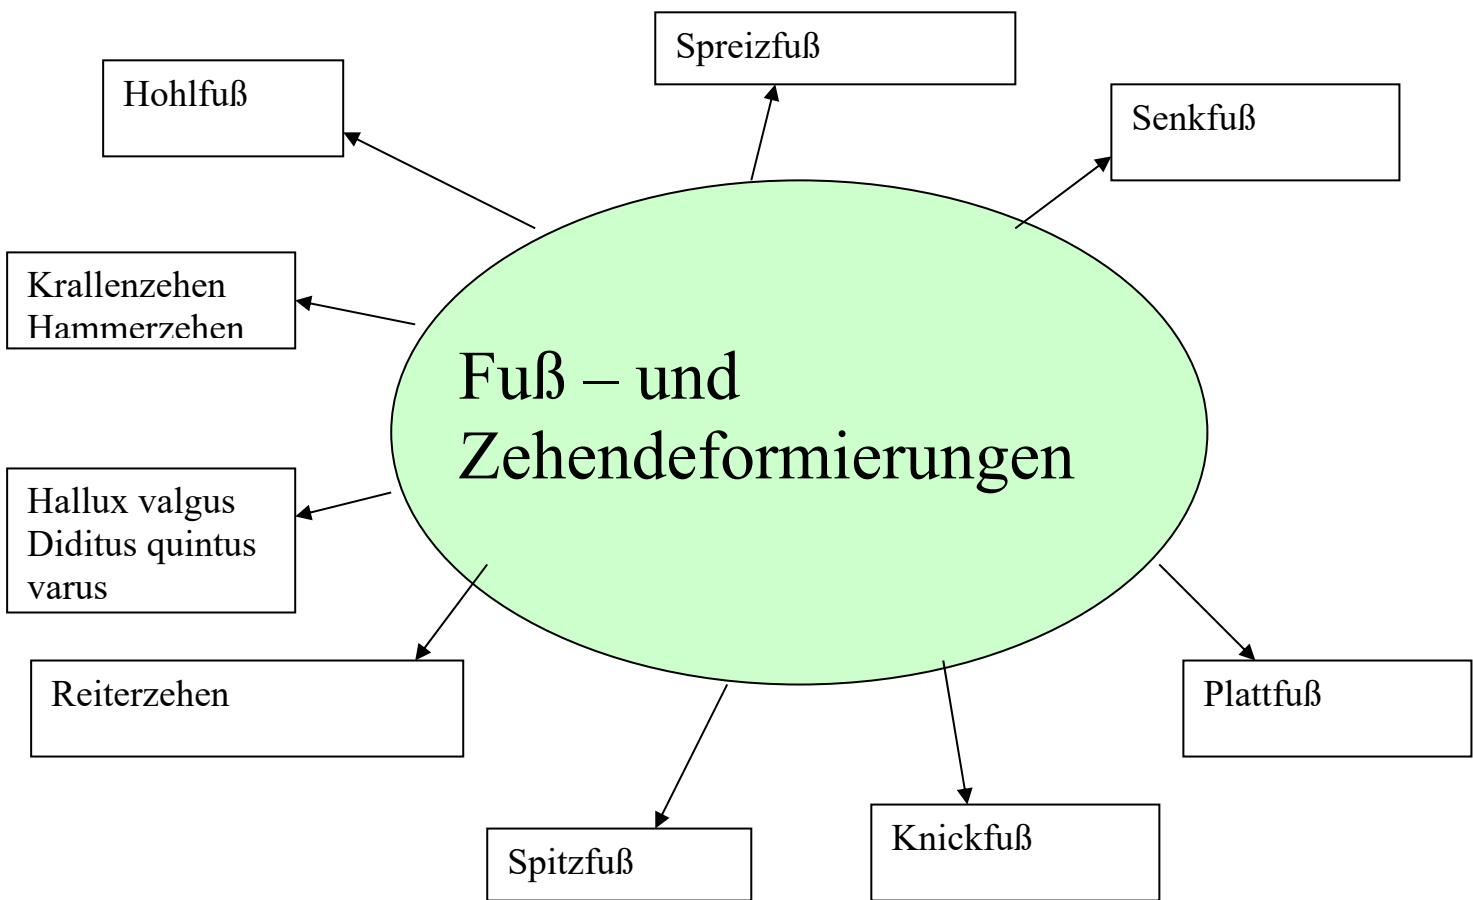 Spreizfuß
Hohlfuß
Senkfuß
Krallenzehen
Hammerzehen
Fuß – und
Zehendeformierungen
Hallux valgus
Diditus quintus
varus
Reiterzehen
Plattfuß
Knickfuß
Spitzfuß